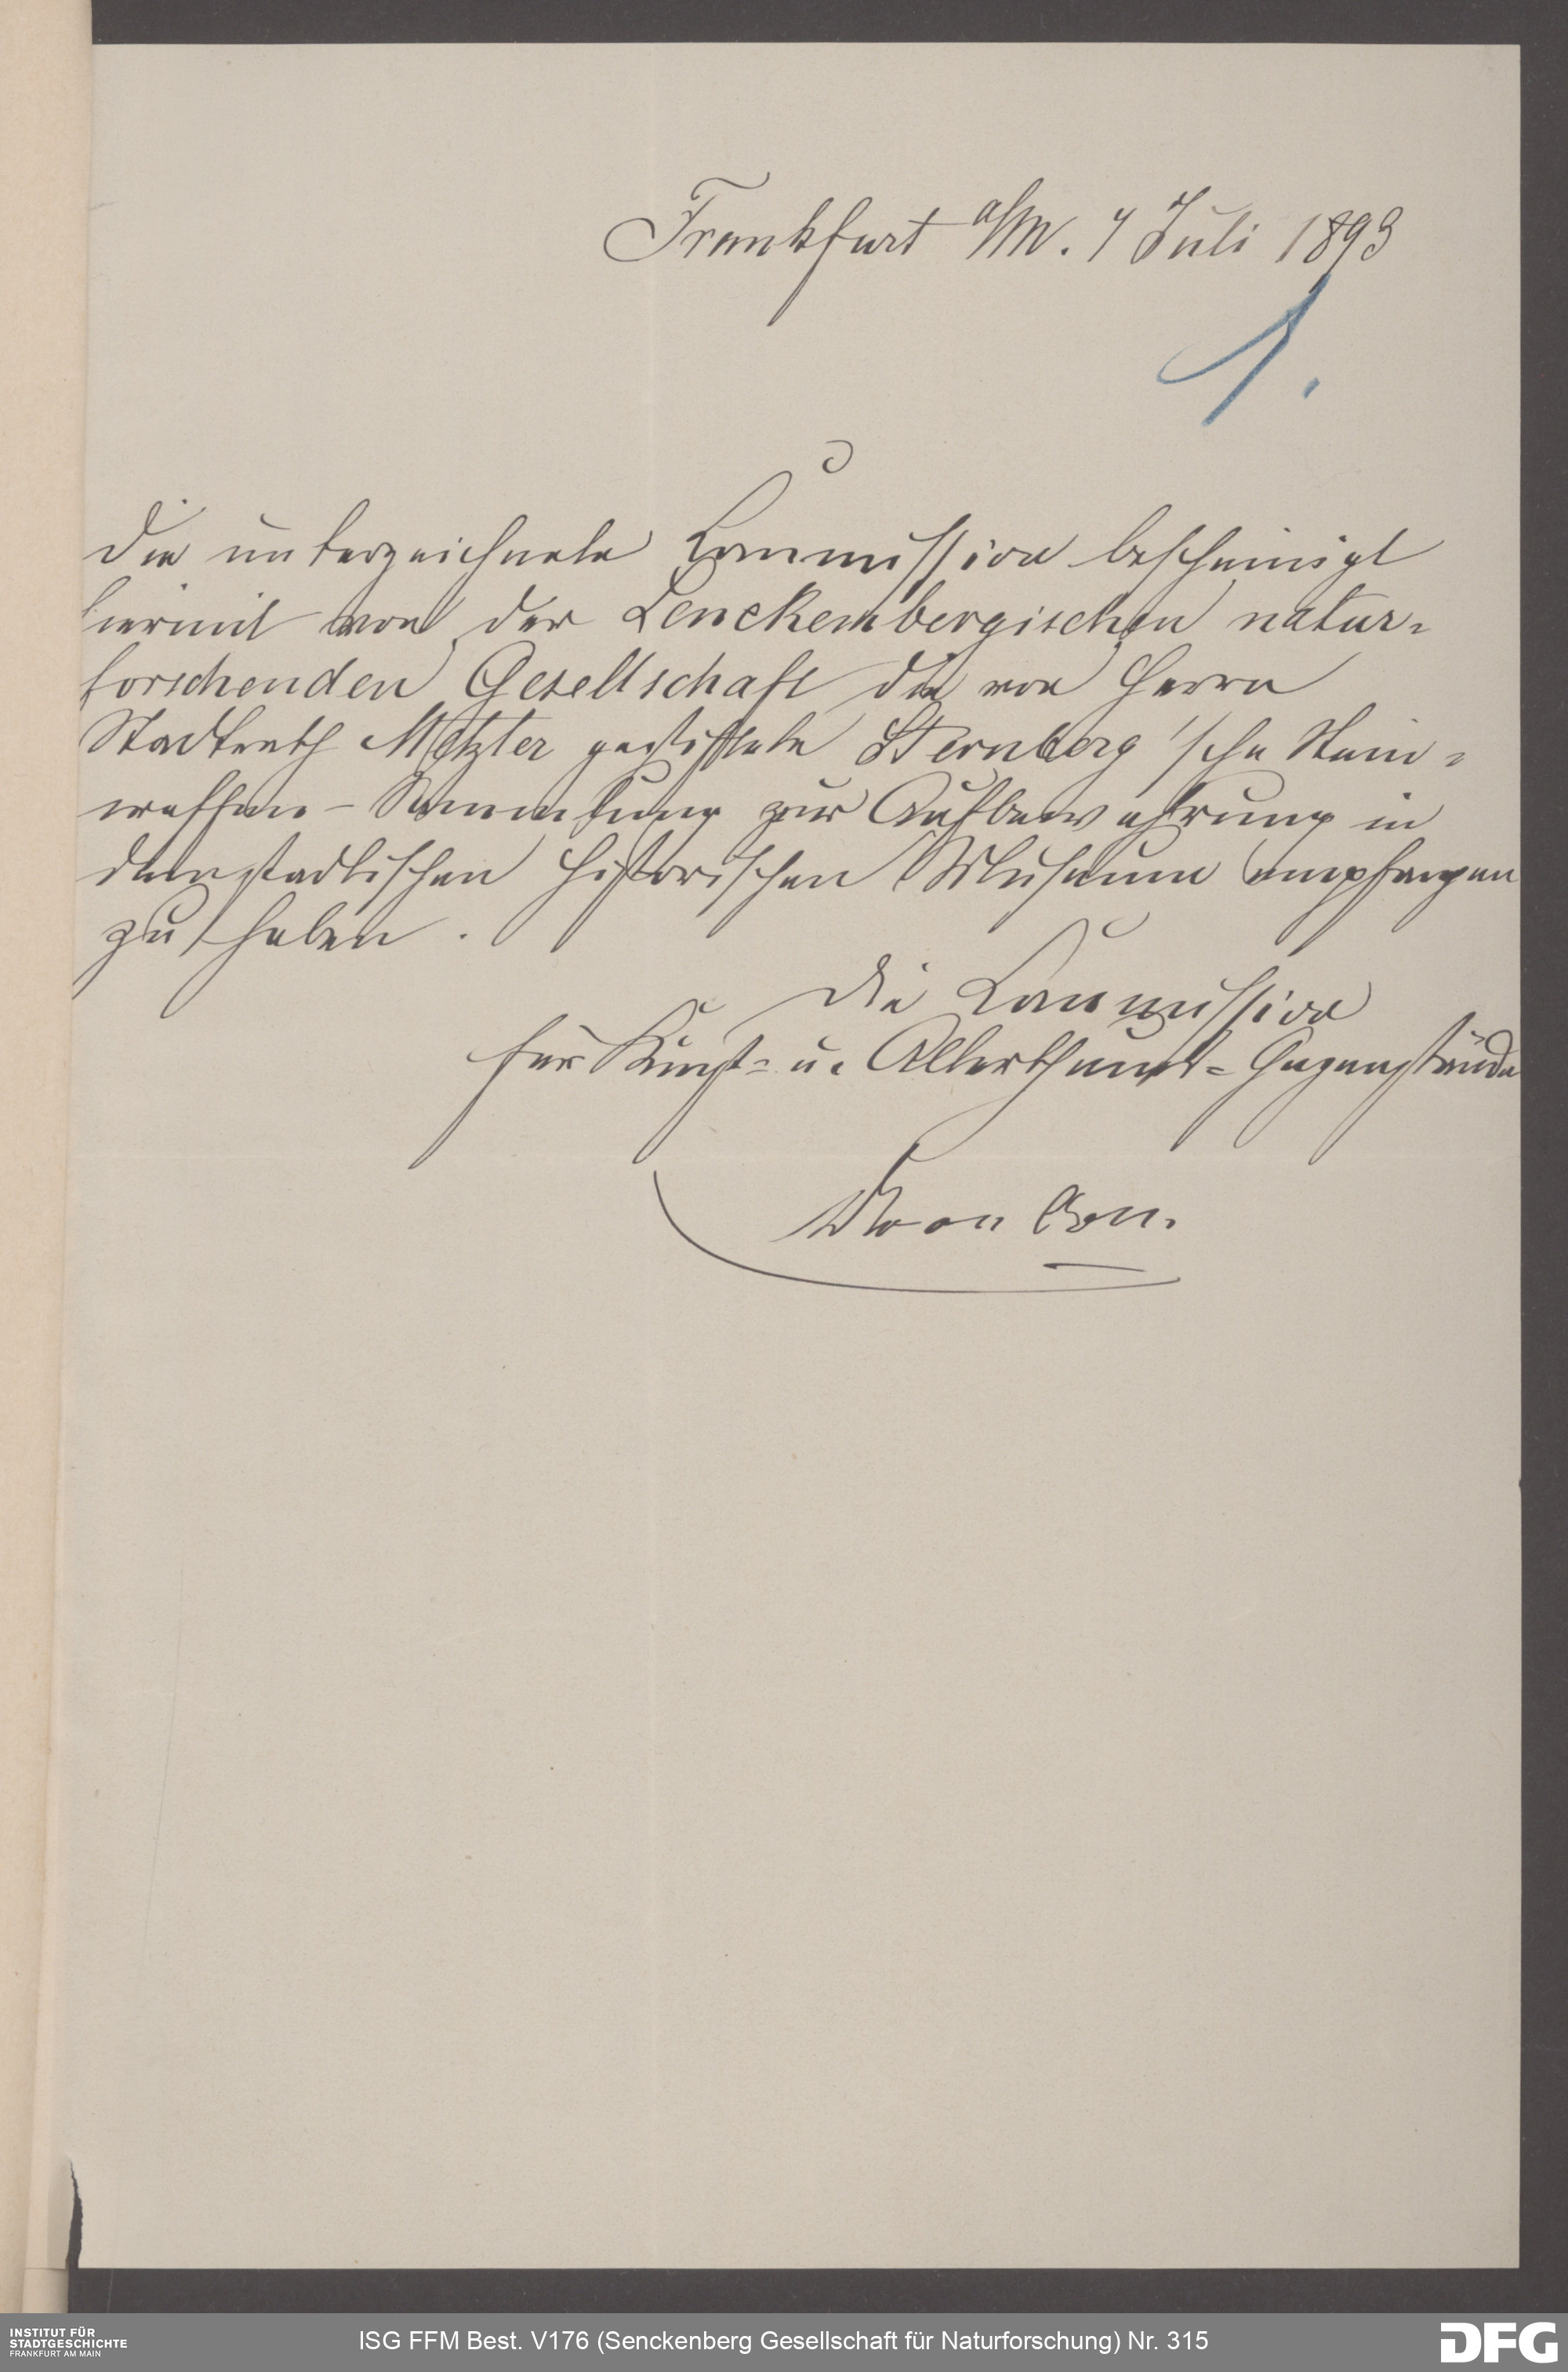 Frankfurt a/M. 4 Juli 1893
1.
Die unterzeichnete Commission bescheinigt
hiermit von der Senckenbergischen natur-
forschenden Gesellschaft die von Herrn
Stadtrath Metzler gestiftete Sternberg'sche Stein-
waffen-Sammlung zur Aufbewahrung in
dem stadtischen historischen Museum empfangen
zu haben.
Die Commission
für Kunst- u. Alterthums-Gegenstände
INSTITUT FÜR
STADTGESCHICHTE
FRANKFURT AM MAIN
ISG FFM Best. V176 (Senckenberg Gesellschaft für Naturforschung) Nr. 315
DFG